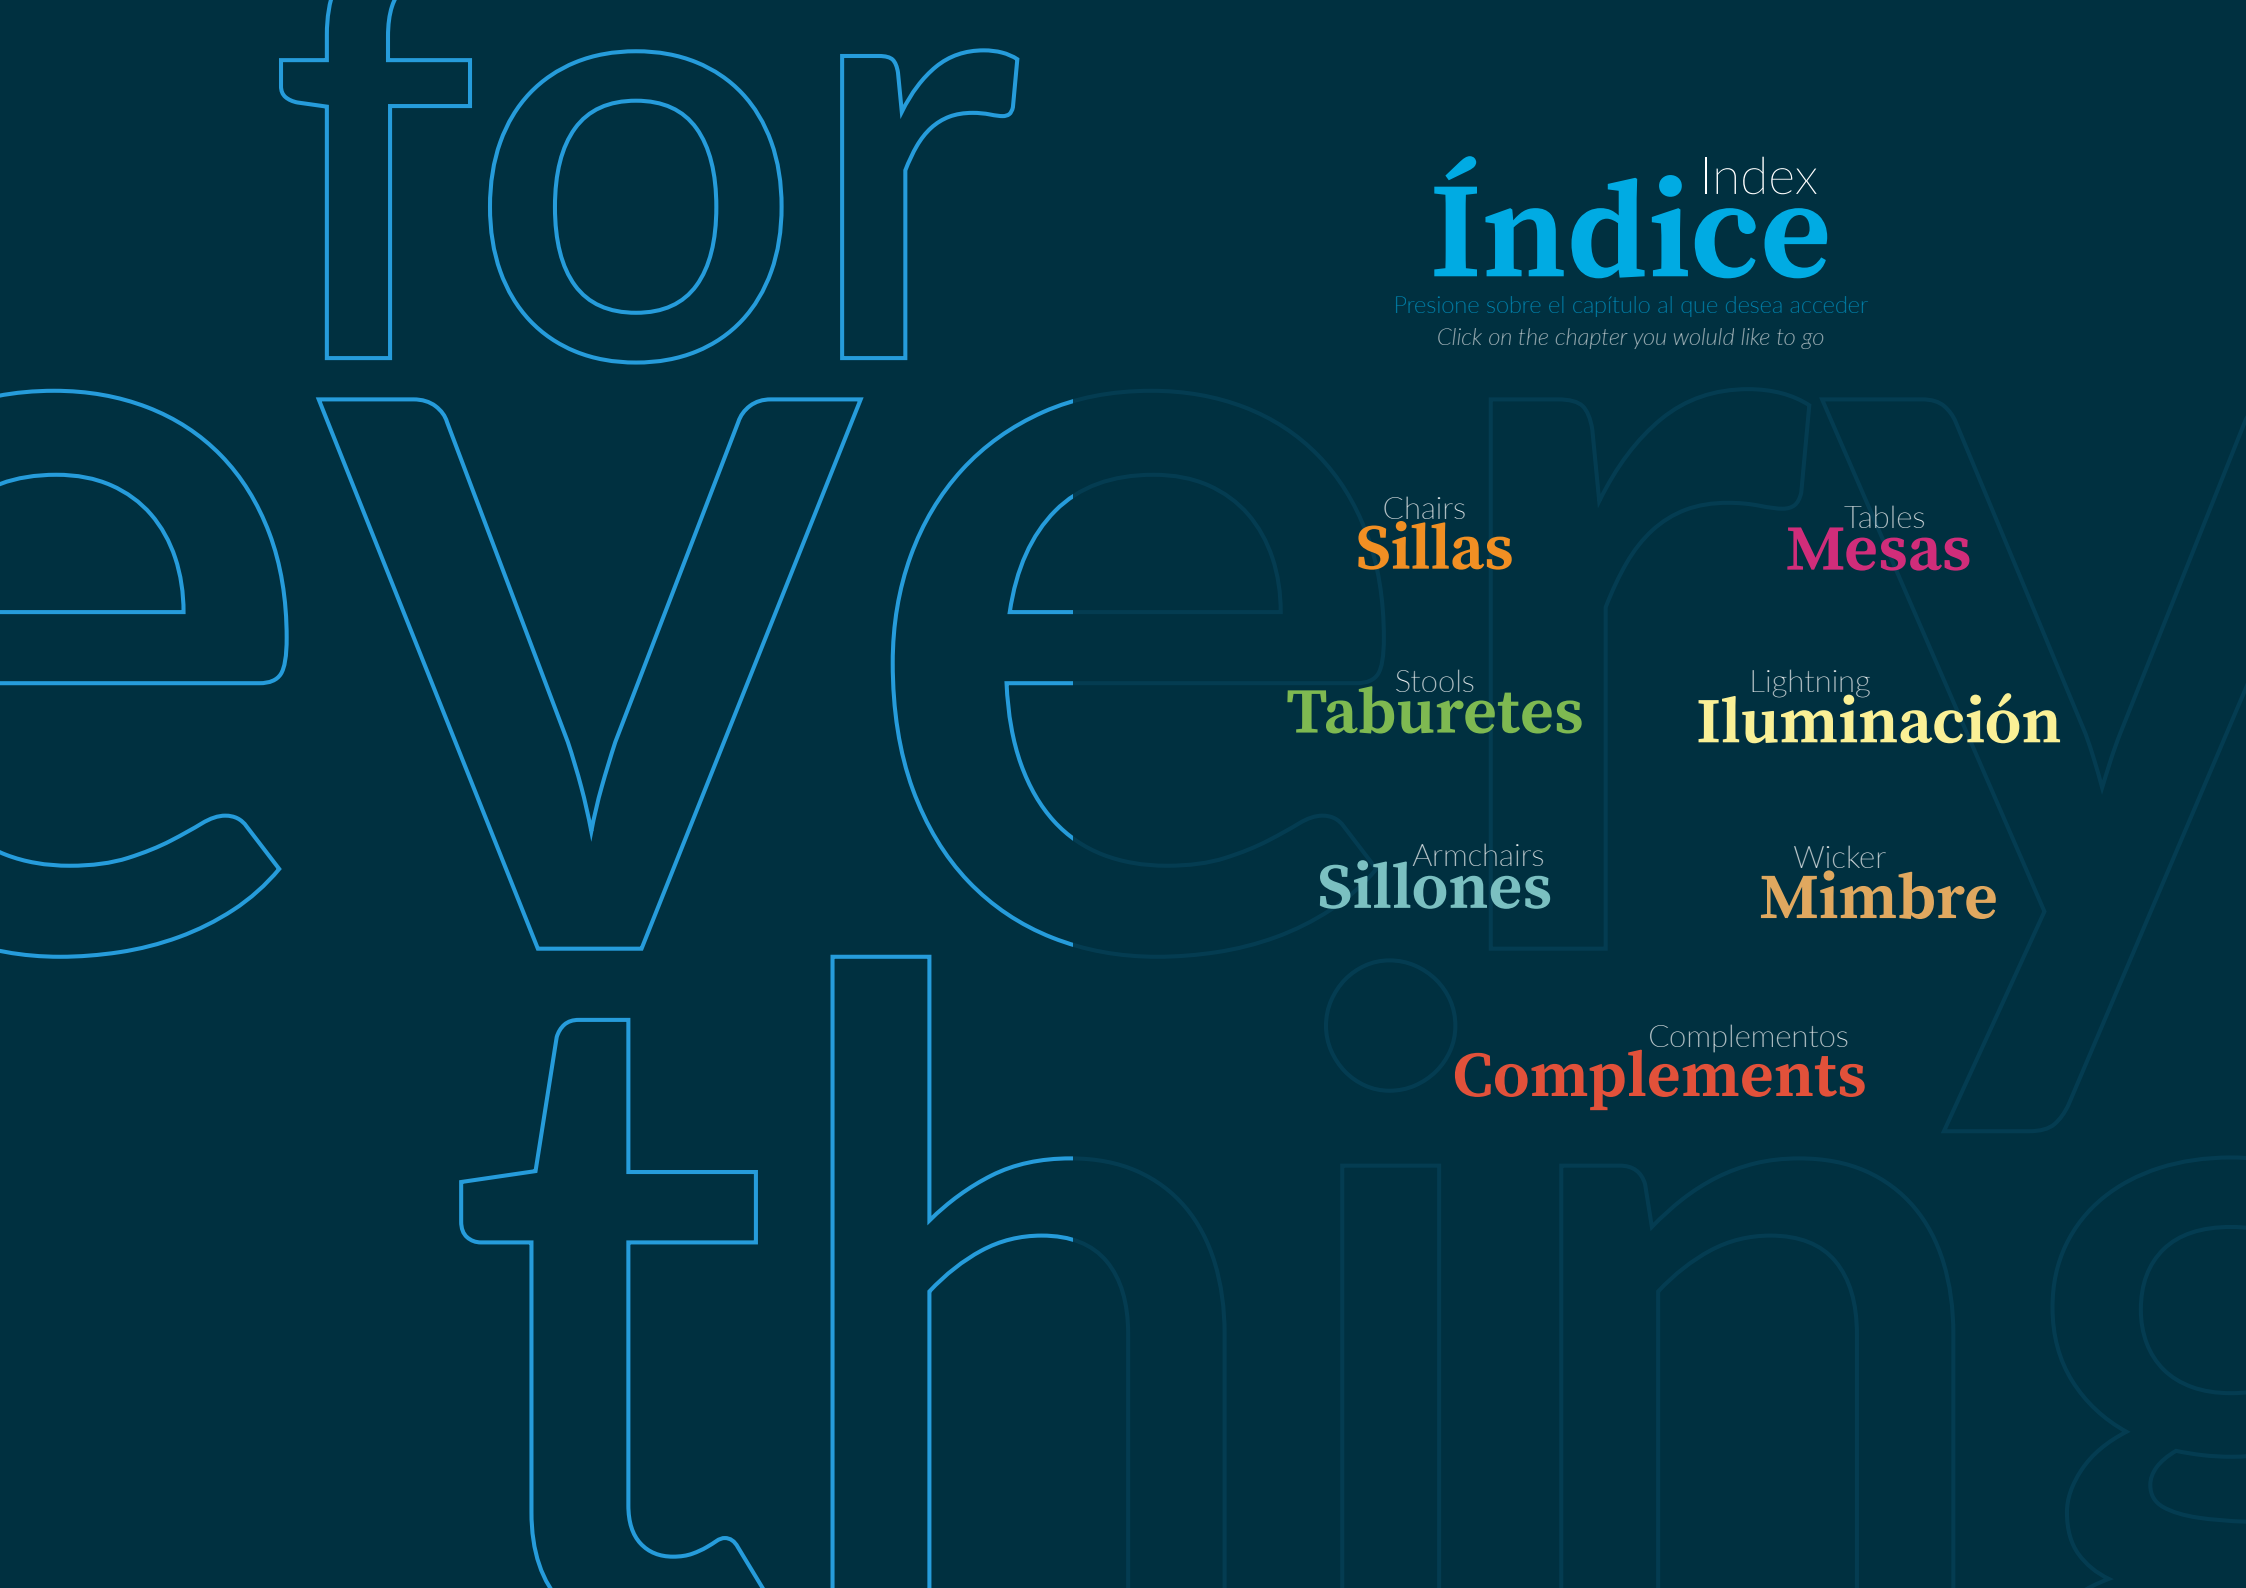 for
every
thing
Index
Índice
Presione sobre el capítulo al que desea acceder
Click on the chapter you wolud like to go
Chairs
Sillas
Tables
Mesas
Stools
Taburetes
Lightning
Iluminación
Armchairs
Sillones
Wicker
Mimbre
Complementos
Complements